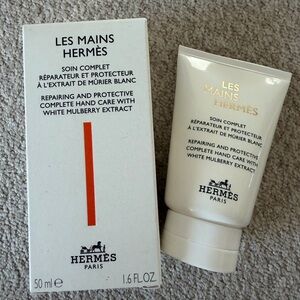 LES MAINS
HERMÈS
SOIN COMPLET
RÉPARATEUR ET PROTECTEUR
À L'EXTRAIT DE MÛRIER BLANC
REPAIRING AND PROTECTIVE
COMPLETE HAND CARE WITH
WHITE MULBERRY EXTRACT
HERMÈS
PARIS
50 ml e
1.6 FL.OZ
LES
MAINS
HERMÈS
SOIN COMPLET
RÉPARATEUR ET PROTECTEUR
À L'EXTRAIT DE MÛRIER BLANC
REPAIRING AND PROTECTIVE
COMPLETE HAND CARE WITH
WHITE MULBERRY EXTRACT
HERMÈS
PARIS